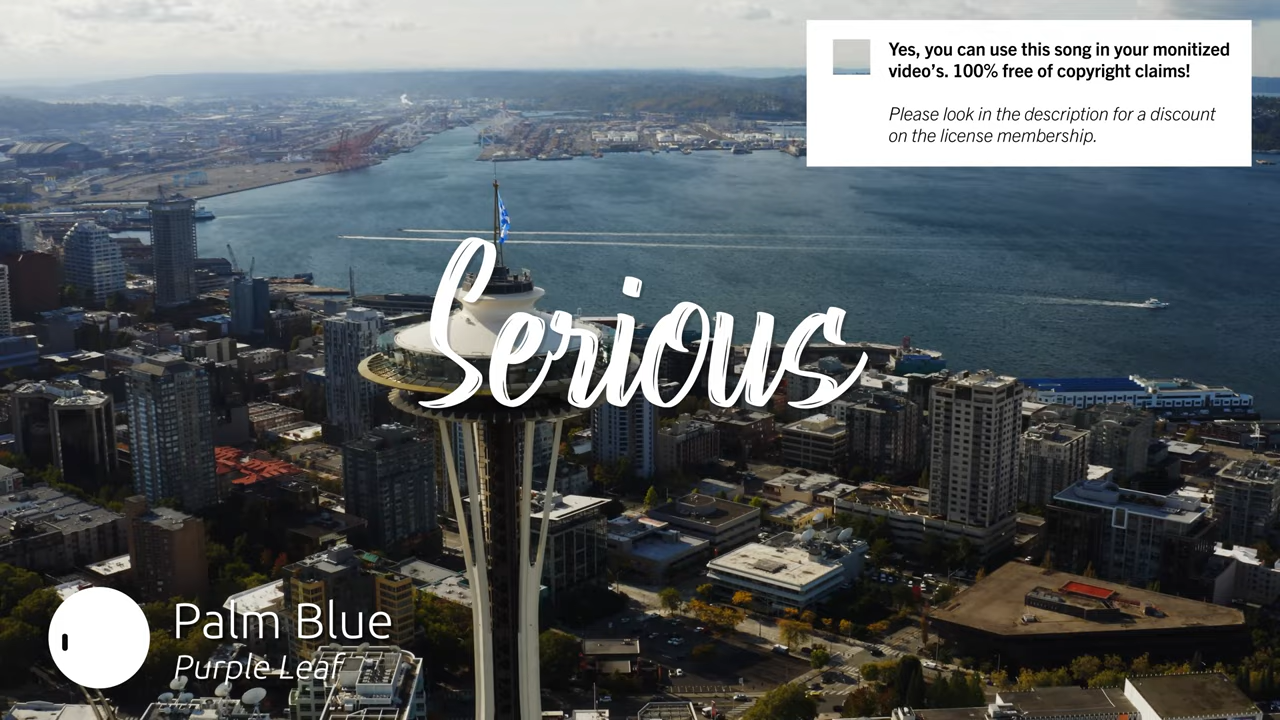 Yes, you can use this song in your monitized
video's. 100% free of copyright claims!
Please look in the description for a discount
on the license membership.
Serious
Palm Blue
Purple Leaf